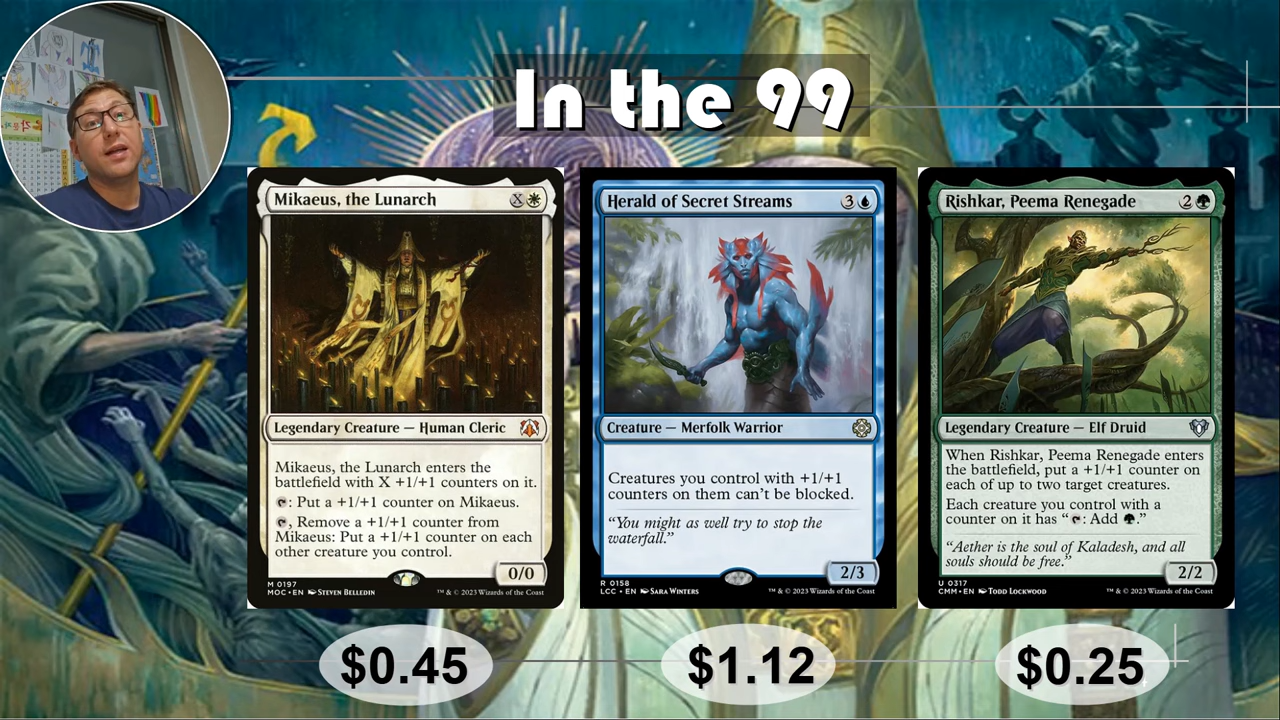 In the 99
Mikaeus, the Lunarch X
Legendary Creature — Human Cleric
Mikaeus, the Lunarch enters the
battlefield with X +1/+1 counters on it.
: Put a +1/+1 counter on Mikaeus.
, Remove a +1/+1 counter from
Mikaeus: Put a +1/+1 counter on each
other creature you control.
0/0
M 0197
MOC • EN Steven Belledin
™ & © 2023 Wizards of the Coast
$0.45
Herald of Secret Streams 3
Creature — Merfolk Warrior
Creatures you control with +1/+1
counters on them can't be blocked.
“You might as well try to stop the
waterfall.”
2/3
R 0158
LCC • EN Sara Winters
™ & © 2023 Wizards of the Coast
$1.12
Rishkar, Peema Renegade 2
Legendary Creature — Elf Druid
When Rishkar, Peema Renegade enters
the battlefield, put a +1/+1 counter on
each of up to two target creatures.
Each creature you control with a
counter on it has “: Add .”
“Aether is the soul of Kaladesh, and all
souls should be free.”
2/2
U 0317
CMM • EN Todd Lockwood
™ & © 2023 Wizards of the Coast
$0.25